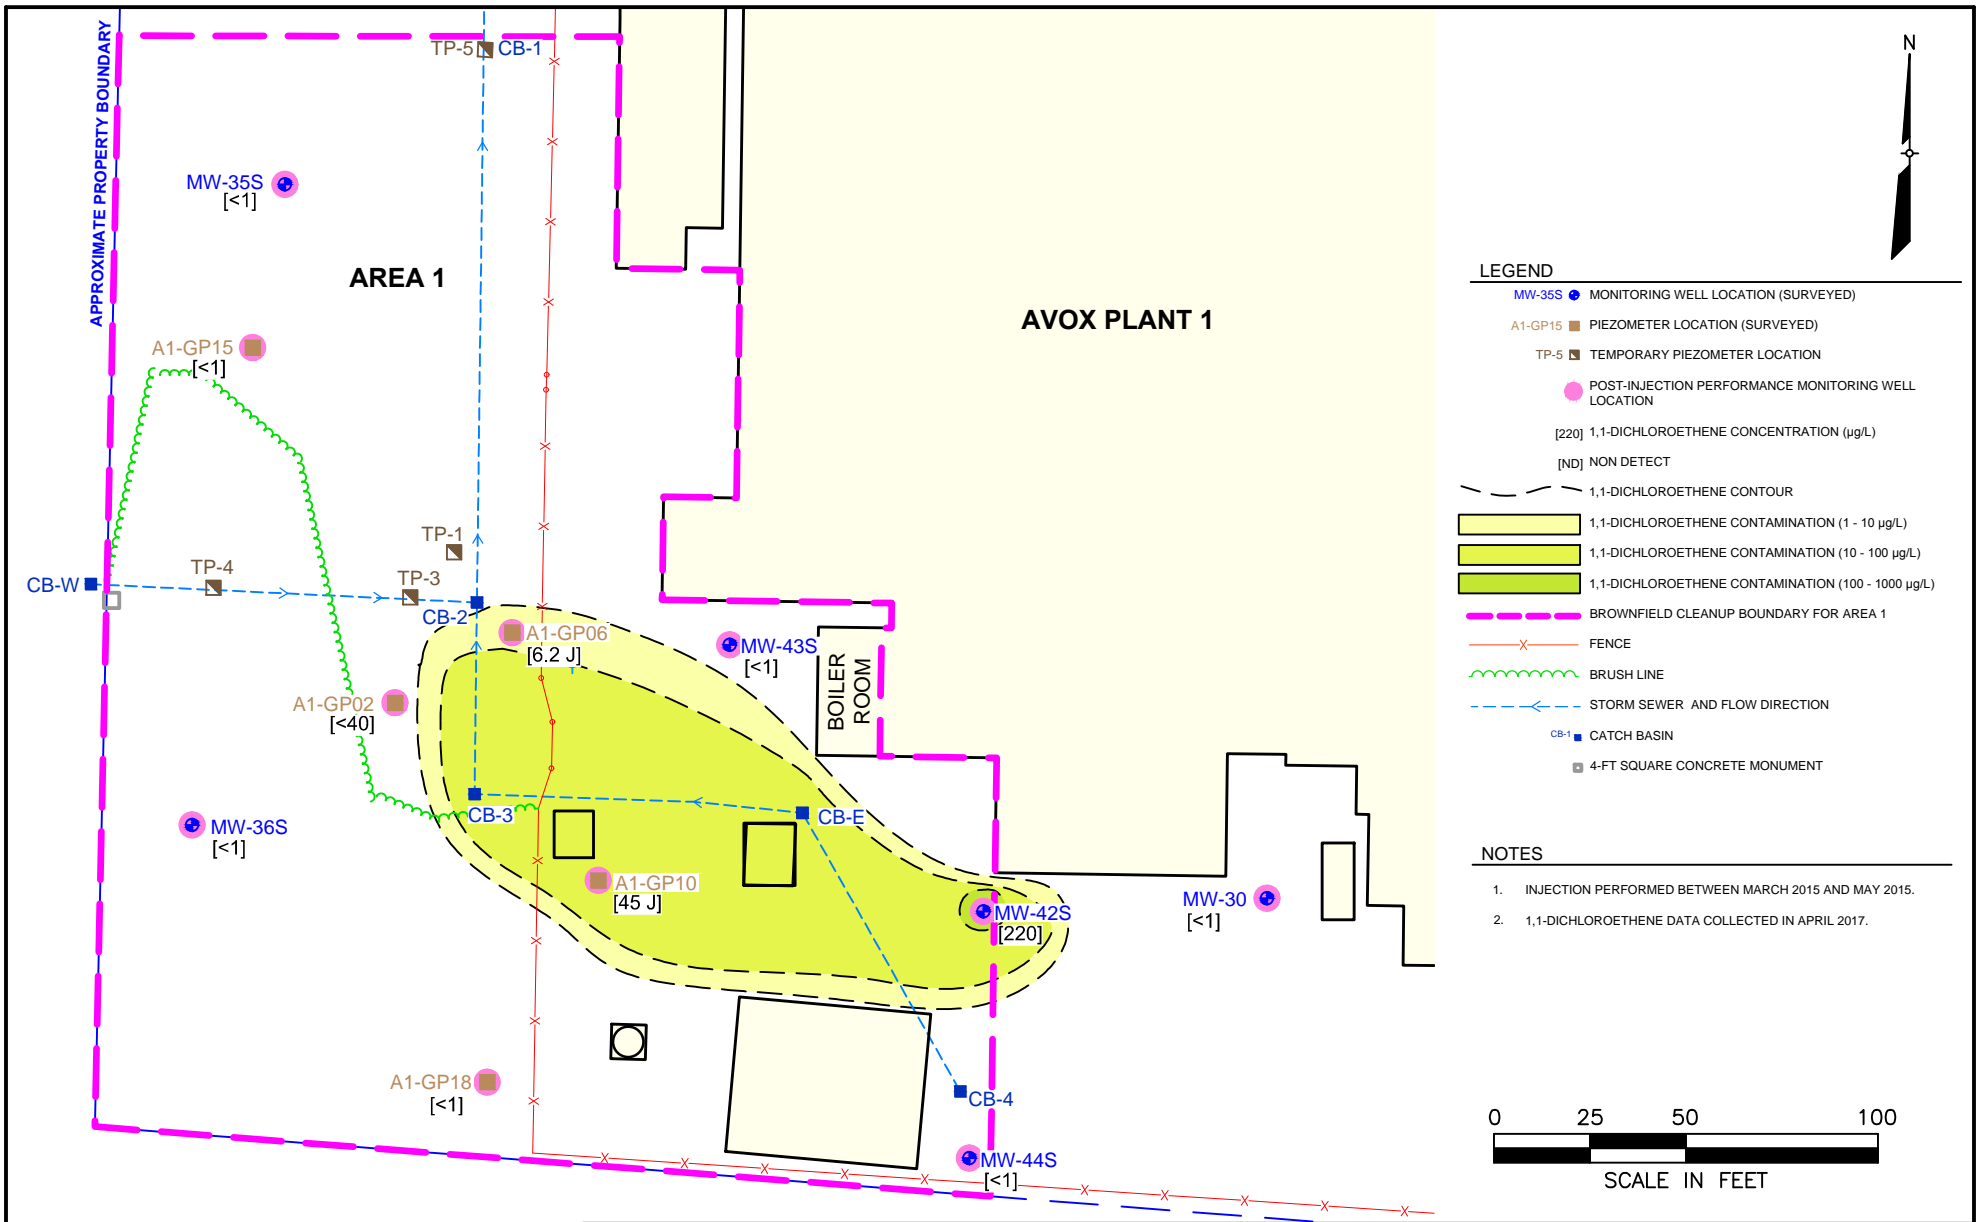 APPROXIMATE PROPERTY BOUNDARY
TP-5
CB-1
N
MW-35S
[<1]
AREA 1
AVOX PLANT 1
A1-GP15
[<1]
TP-1
TP-4
TP-3
CB-W
CB-2
A1-GP06
[6.2 J]
MW-43S
[<1]
BOILER
ROOM
A1-GP02
[<40]
CB-3
CB-E
MW-36S
[<1]
A1-GP10
[45 J]
MW-42S
[220]
MW-30
[<1]
A1-GP18
[<1]
CB-4
MW-44S
[<1]
LEGEND
MW-35S MONITORING WELL LOCATION (SURVEYED)
A1-GP15 PIEZOMETER LOCATION (SURVEYED)
TP-5 TEMPORARY PIEZOMETER LOCATION
POST-INJECTION PERFORMANCE MONITORING WELL
LOCATION
[220] 1,1-DICHLOROETHENE CONCENTRATION (µg/L)
[ND] NON DETECT
1,1-DICHLOROETHENE CONTOUR
1,1-DICHLOROETHENE CONTAMINATION (1 - 10 µg/L)
1,1-DICHLOROETHENE CONTAMINATION (10 - 100 µg/L)
1,1-DICHLOROETHENE CONTAMINATION (100 - 1000 µg/L)
BROWNFIELD CLEANUP BOUNDARY FOR AREA 1
X FENCE
BRUSH LINE
STORM SEWER AND FLOW DIRECTION
CB-1 CATCH BASIN
4-FT SQUARE CONCRETE MONUMENT
NOTES
1. INJECTION PERFORMED BETWEEN MARCH 2015 AND MAY 2015.
2. 1,1-DICHLOROETHENE DATA COLLECTED IN APRIL 2017.
0 25 50 100
SCALE IN FEET